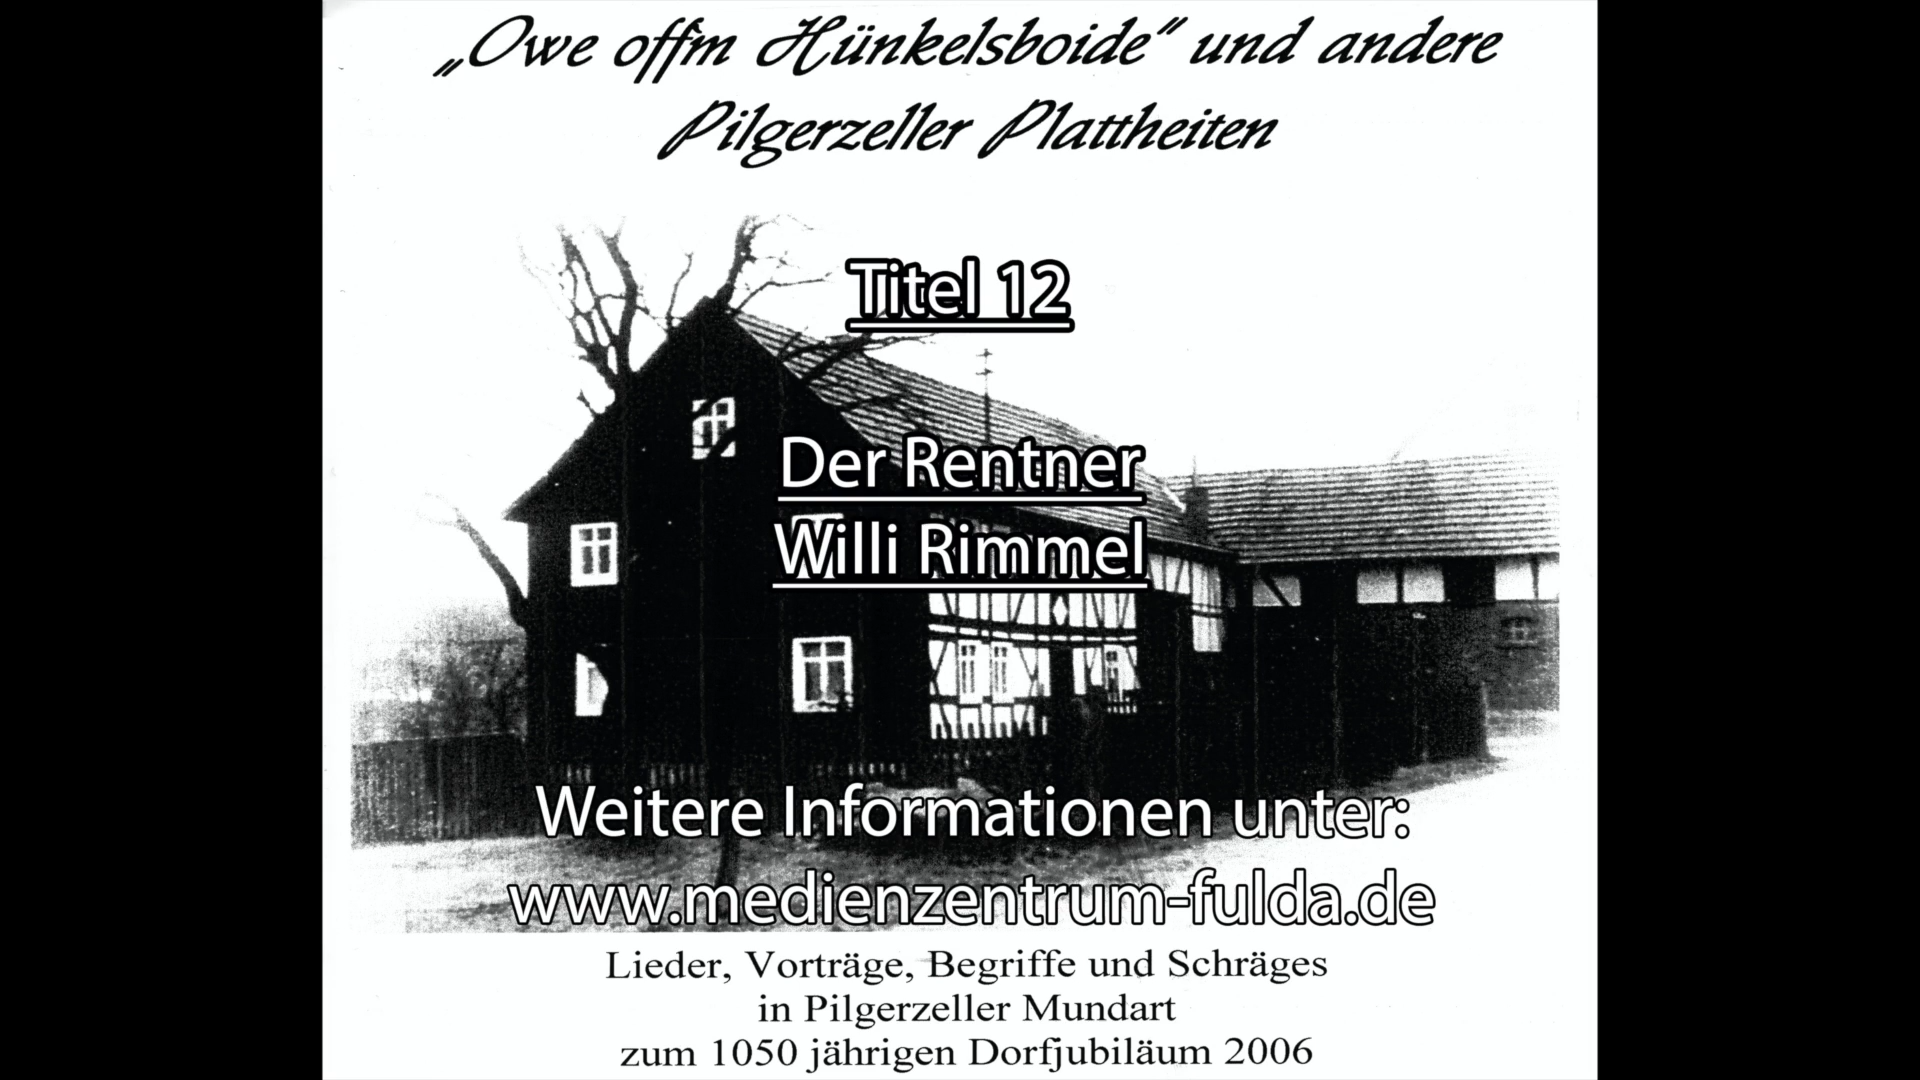 „Owe offm Hünkelsboide“ und andere
Pilgerzeller Plattheiten
Titel 12
Der Rentner
Willi Rimmel
Weitere Informationen unter:
www.medienzentrum-fulda.de
Lieder, Vorträge, Begriffe und Schräges
in Pilgerzeller Mundart
zum 1050 jährigen Dorfjubiläum 2006